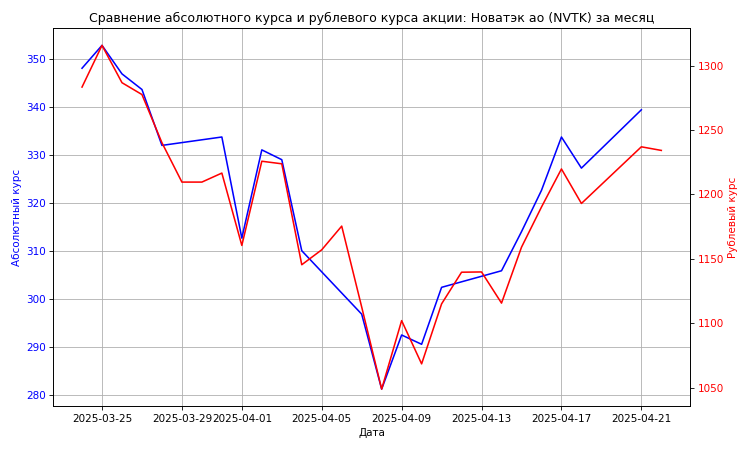 Сравнение абсолютного курса и рублевого курса акции: Новатэк ао (NVTK) за месяц
Абсолютный курс
350
340
330
320
310
300
290
280
1300
1250
1200
1150
1100
1050
Рублевый курс
2025-03-25 2025-03-29 2025-04-01 2025-04-05 2025-04-09 2025-04-13 2025-04-17 2025-04-21
Дата